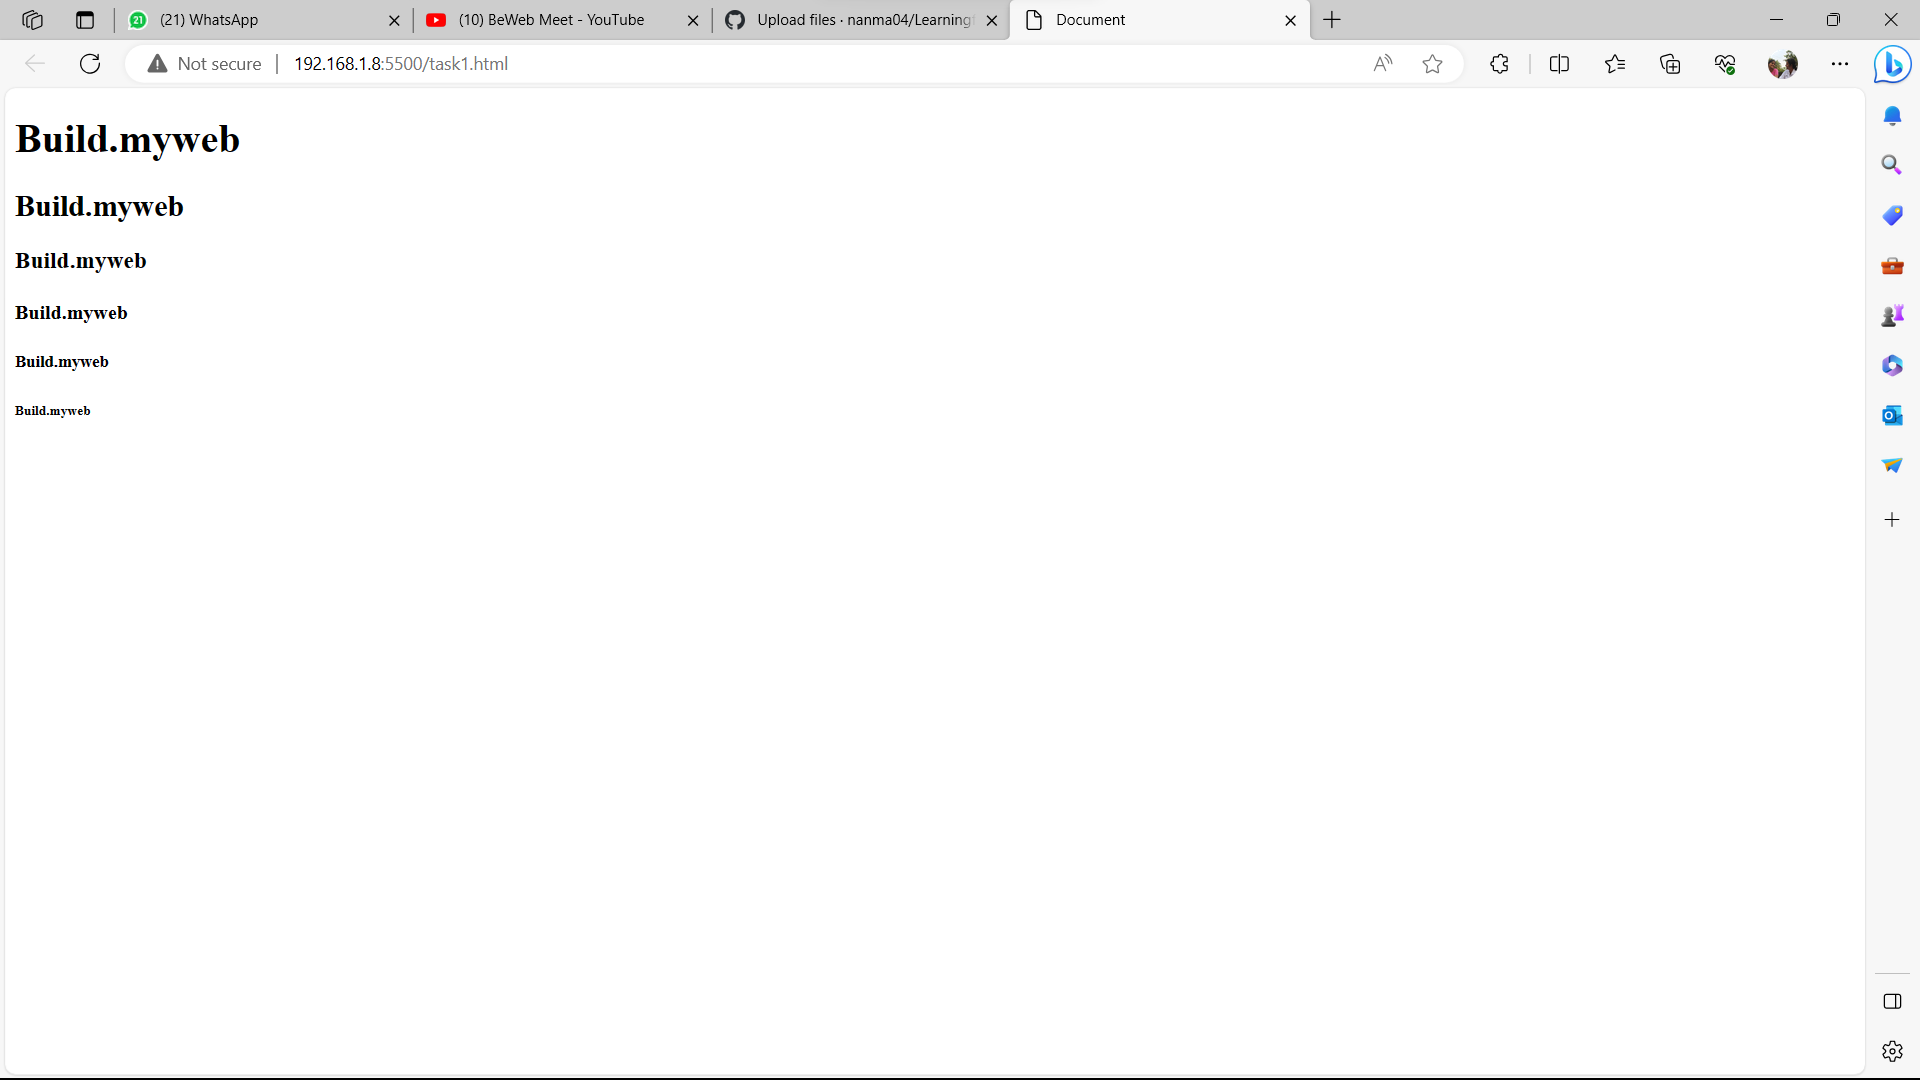 21
(21) WhatsApp
(10) BeWeb Meet - YouTube
Upload files · nanma04/Learning
Document
Not secure
192.168.1.8:5500/task1.html
Build.myweb
Build.myweb
Build.myweb
Build.myweb
Build.myweb
Build.myweb